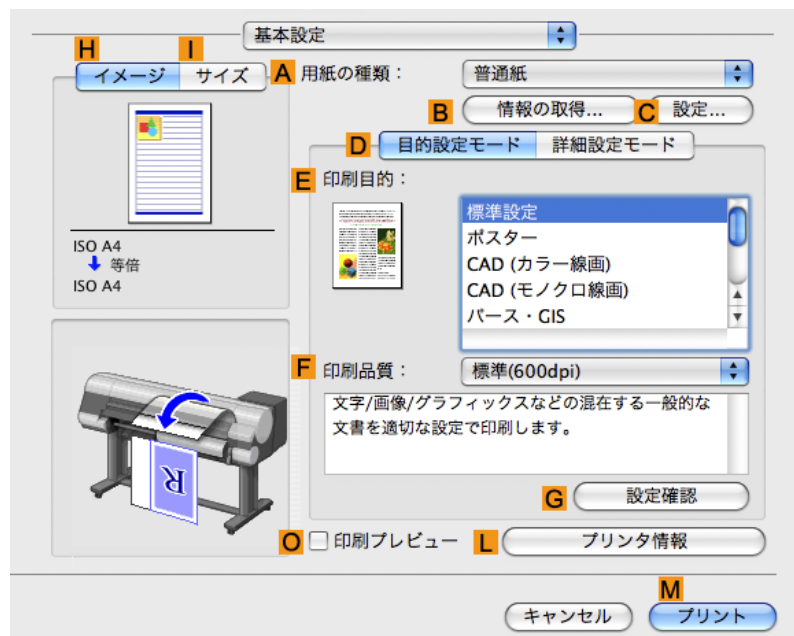 基本設定
H I
イメージ サイズ
A 用紙の種類： 普通紙
B 情報の取得... C 設定...
D 目的設定モード 詳細設定モード
E 印刷目的：
標準設定
ポスター
CAD (カラー線画)
CAD (モノクロ線画)
パース・GIS
ISO A4
等倍
ISO A4
F 印刷品質： 標準(600dpi)
文字/画像/グラフィックスなどの混在する一般的な
文書を適切な設定で印刷します。
R
G 設定確認
O 印刷プレビュー L プリンタ情報
M
キャンセル プリント